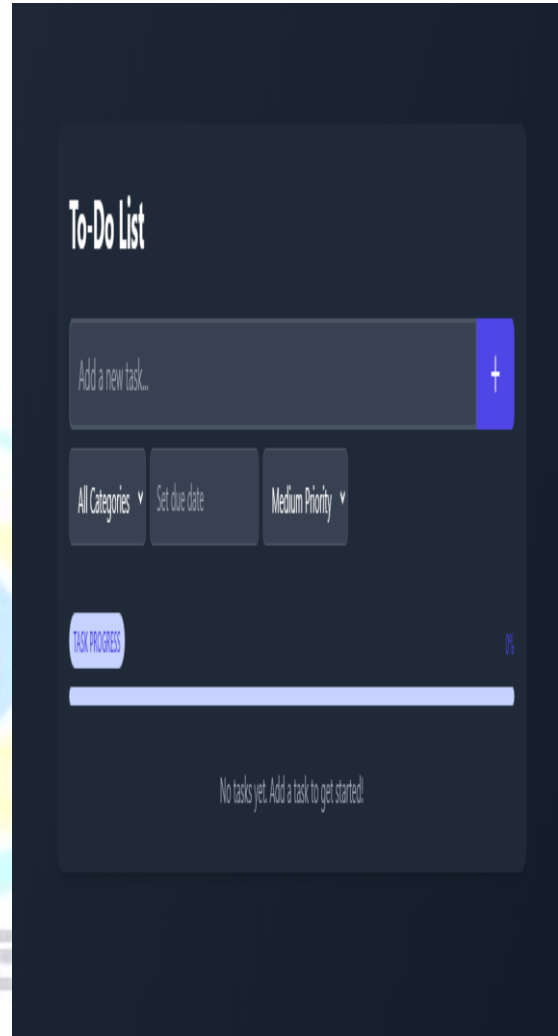 To-Do List
Add a new task...
+
All Categories Set due date Medium Priority
TASK PROGRESS 0%
No tasks yet. Add a task to get started!